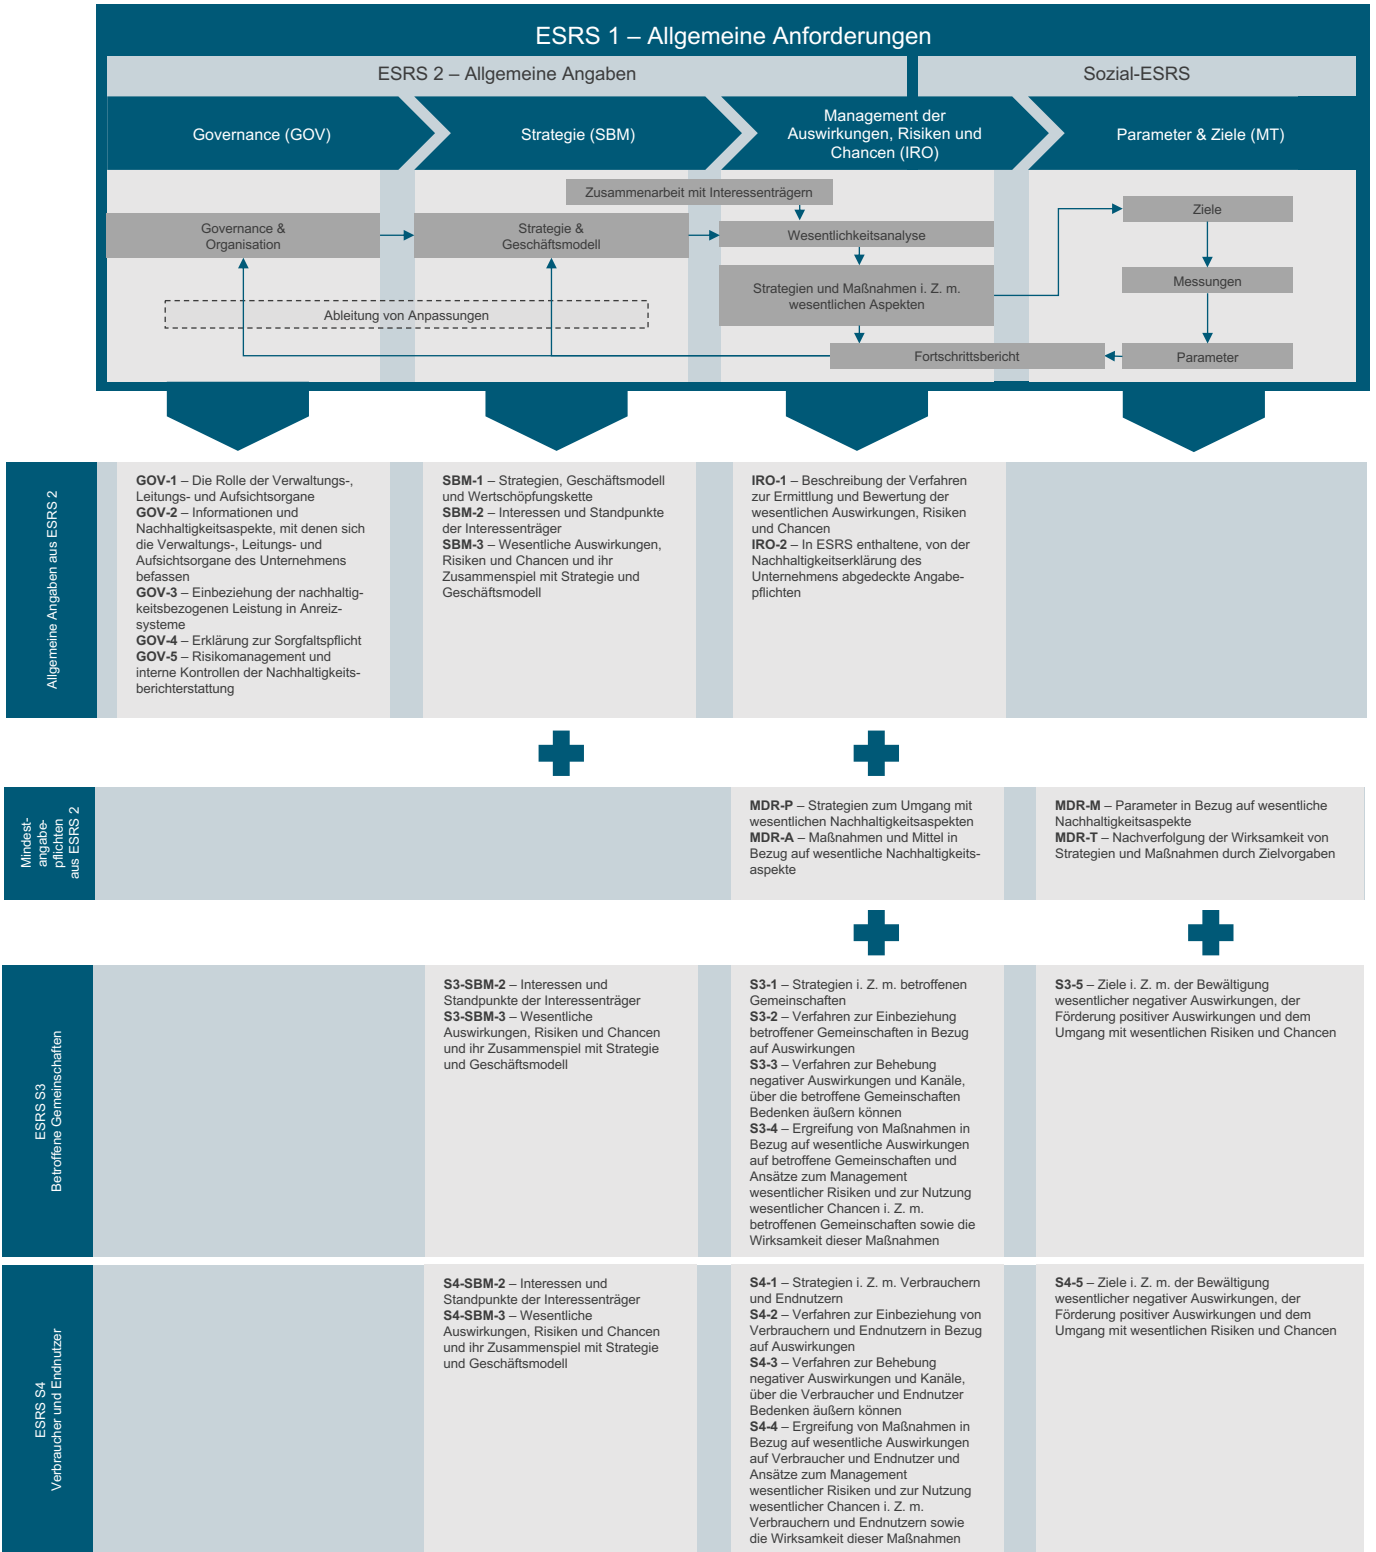 ESRS 1 – Allgemeine Anforderungen
ESRS 2 – Allgemeine Angaben
Sozial-ESRS
Governance (GOV)
Strategie (SBM)
Management der
Auswirkungen, Risiken und
Chancen (IRO)
Parameter & Ziele (MT)
Zusammenarbeit mit Interessenträgern
Governance &
Organisation
Strategie &
Geschäftsmodell
Wesentlichkeitsanalyse
Ziele
Strategien und Maßnahmen i. Z. m.
wesentlichen Aspekten
Messungen
Ableitung von Anpassungen
Fortschrittsbericht
Parameter
Allgemeine Angaben aus ESRS 2
GOV-1 – Die Rolle der Verwaltungs-,
Leitungs- und Aufsichtsorgane
GOV-2 – Informationen und
Nachhaltigkeitsaspekte, mit denen sich
die Verwaltungs-, Leitungs- und
Aufsichtsorgane des Unternehmens
befassen
GOV-3 – Einbeziehung der nachhaltig-
keitsbezogenen Leistung in Anreiz-
systeme
GOV-4 – Erklärung zur Sorgfaltspflicht
GOV-5 – Risikomanagement und
interne Kontrollen der Nachhaltigkeits-
berichterstattung
SBM-1 – Strategien, Geschäftsmodell
und Wertschöpfungskette
SBM-2 – Interessen und Standpunkte
der Interessenträger
SBM-3 – Wesentliche Auswirkungen,
Risiken und Chancen und ihr
Zusammenspiel mit Strategie und
Geschäftsmodell
IRO-1 – Beschreibung der Verfahren
zur Ermittlung und Bewertung der
wesentlichen Auswirkungen, Risiken
und Chancen
IRO-2 – In ESRS enthaltene, von der
Nachhaltigkeitserklärung des
Unternehmens abgedeckte Angabe-
pflichten
Mindest-
angabe-
pflichten
aus ESRS 2
MDR-P – Strategien zum Umgang mit
wesentlichen Nachhaltigkeitsaspekten
MDR-A – Maßnahmen und Mittel in
Bezug auf wesentliche Nachhaltigkeits-
aspekte
MDR-M – Parameter in Bezug auf wesentliche
Nachhaltigkeitsaspekte
MDR-T – Nachverfolgung der Wirksamkeit von
Strategien und Maßnahmen durch Zielvorgaben
ESRS S3
Betroffene Gemeinschaften
S3-SBM-2 – Interessen und
Standpunkte der Interessenträger
S3-SBM-3 – Wesentliche
Auswirkungen, Risiken und Chancen
und ihr Zusammenspiel mit Strategie
und Geschäftsmodell
S3-1 – Strategien i. Z. m. betroffenen
Gemeinschaften
S3-2 – Verfahren zur Einbeziehung
betroffener Gemeinschaften in Bezug
auf Auswirkungen
S3-3 – Verfahren zur Behebung
negativer Auswirkungen und Kanäle,
über die betroffene Gemeinschaften
Bedenken äußern können
S3-4 – Ergreifung von Maßnahmen in
Bezug auf wesentliche Auswirkungen
auf betroffene Gemeinschaften und
Ansätze zum Management
wesentlicher Risiken und zur Nutzung
wesentlicher Chancen i. Z. m.
betroffenen Gemeinschaften sowie die
Wirksamkeit dieser Maßnahmen
S3-5 – Ziele i. Z. m. der Bewältigung
wesentlicher negativer Auswirkungen, der
Förderung positiver Auswirkungen und dem
Umgang mit wesentlichen Risiken und Chancen
ESRS S4
Verbraucher und Endnutzer
S4-SBM-2 – Interessen und
Standpunkte der Interessenträger
S4-SBM-3 – Wesentliche
Auswirkungen, Risiken und Chancen
und ihr Zusammenspiel mit Strategie
und Geschäftsmodell
S4-1 – Strategien i. Z. m. Verbrauchern
und Endnutzern
S4-2 – Verfahren zur Einbeziehung von
Verbrauchern und Endnutzern in Bezug
auf Auswirkungen
S4-3 – Verfahren zur Behebung
negativer Auswirkungen und Kanäle,
über die Verbraucher und Endnutzer
Bedenken äußern können
S4-4 – Ergreifung von Maßnahmen in
Bezug auf wesentliche Auswirkungen
auf Verbraucher und Endnutzer und
Ansätze zum Management
wesentlicher Risiken und zur Nutzung
wesentlicher Chancen i. Z. m.
Verbrauchern und Endnutzern sowie
die Wirksamkeit dieser Maßnahmen
S4-5 – Ziele i. Z. m. der Bewältigung
wesentlicher negativer Auswirkungen, der
Förderung positiver Auswirkungen und dem
Umgang mit wesentlichen Risiken und Chancen